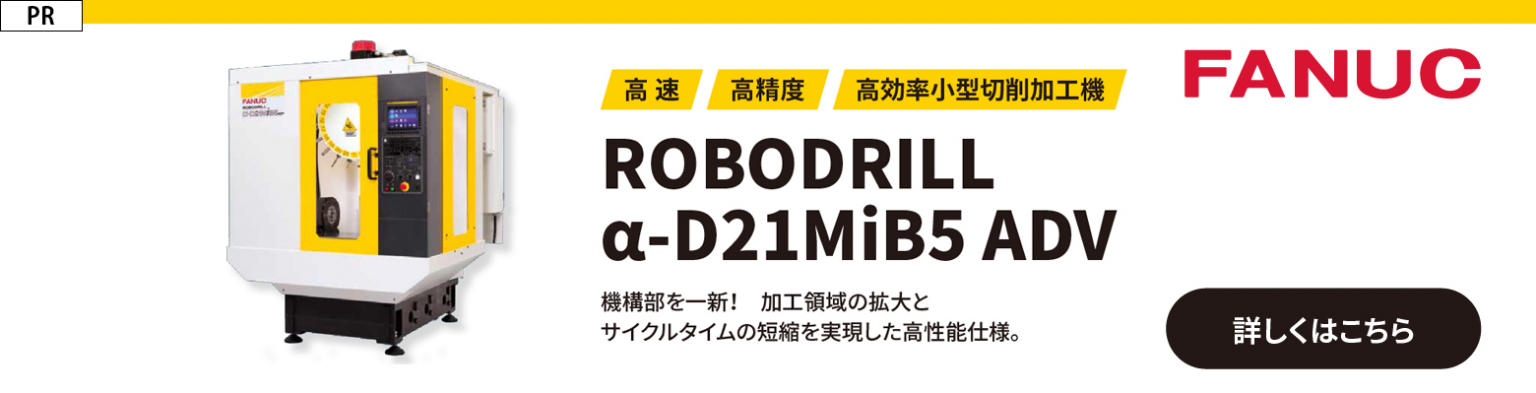 PR
FANUC
ROBODRILL
高 速
高精度
高効率小型切削加工機
FANUC
ROBODRILL
α-D21MiB5 ADV
機構部を一新！ 加工領域の拡大と
サイクルタイムの短縮を実現した高性能仕様。
詳しくはこちら